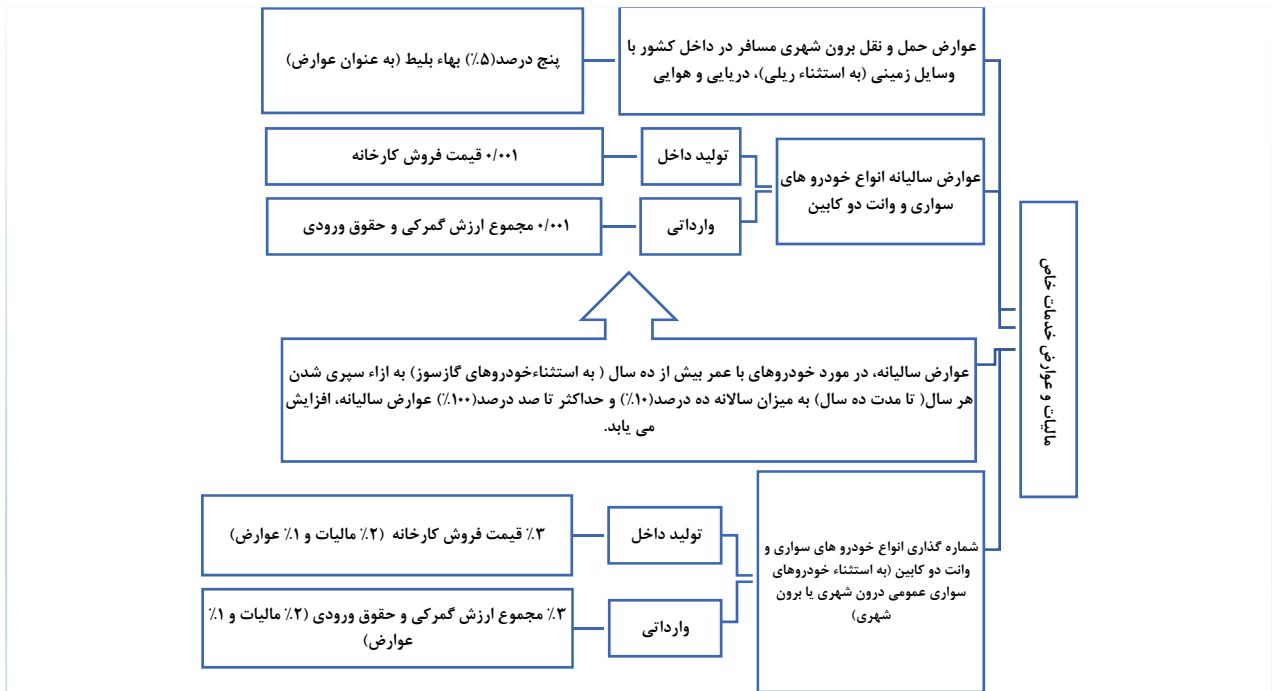 مالیات و عوارض خدمات خاص
عوارض حمل و نقل برون شهری مسافر در داخل کشور با
وسایل زمینی (به استثناء ریلی)، دریایی و هوایی
پنج درصد(۵٪) بهاء بلیط (به عنوان عوارض)
عوارض سالیانه انواع خودرو های
سواری و وانت دو کابین
تولید داخل
۰/۰۰۱ قیمت فروش کارخانه
وارداتی
۰/۰۰۱ مجموع ارزش گمرکی و حقوق ورودی
عوارض سالیانه، در مورد خودروهای با عمر بیش از ده سال ( به استثناءخودروهای گازسوز) به ازاء سپری شدن
هر سال( تا مدت ده سال) به میزان سالانه ده درصد(۱۰٪) و حداکثر تا صد درصد(۱۰۰٪) عوارض سالیانه، افزایش
می یابد.
شماره گذاری انواع خودرو های سواری و
وانت دو کابین (به استثناء خودروهای
سواری عمومی درون شهری یا برون
شهری)
تولید داخل
۳٪ قیمت فروش کارخانه (۲٪ مالیات و ۱٪ عوارض)
وارداتی
۳٪ مجموع ارزش گمرکی و حقوق ورودی (۲٪ مالیات و ۱٪
عوارض)